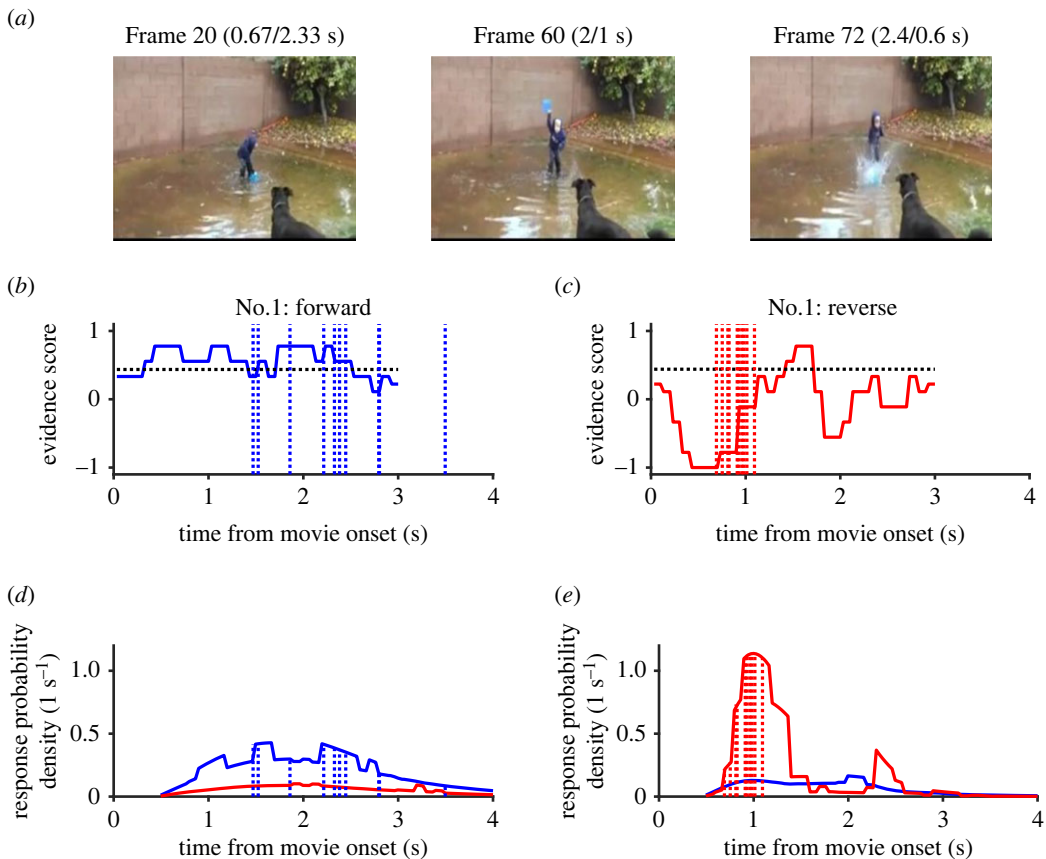 (a)
Frame 20 (0.67/2.33 s)
Frame 60 (2/1 s)
Frame 72 (2.4/0.6 s)
(b)
No.1: forward
evidence score
1
0
–1
0 1 2 3 4
time from movie onset (s)
(c)
No.1: reverse
evidence score
1
0
–1
0 1 2 3 4
time from movie onset (s)
(d)
response probability
density (1 s–1)
1.0
0.5
0
0 1 2 3 4
time from movie onset (s)
(e)
response probability
density (1 s–1)
1.0
0.5
0
0 1 2 3 4
time from movie onset (s)